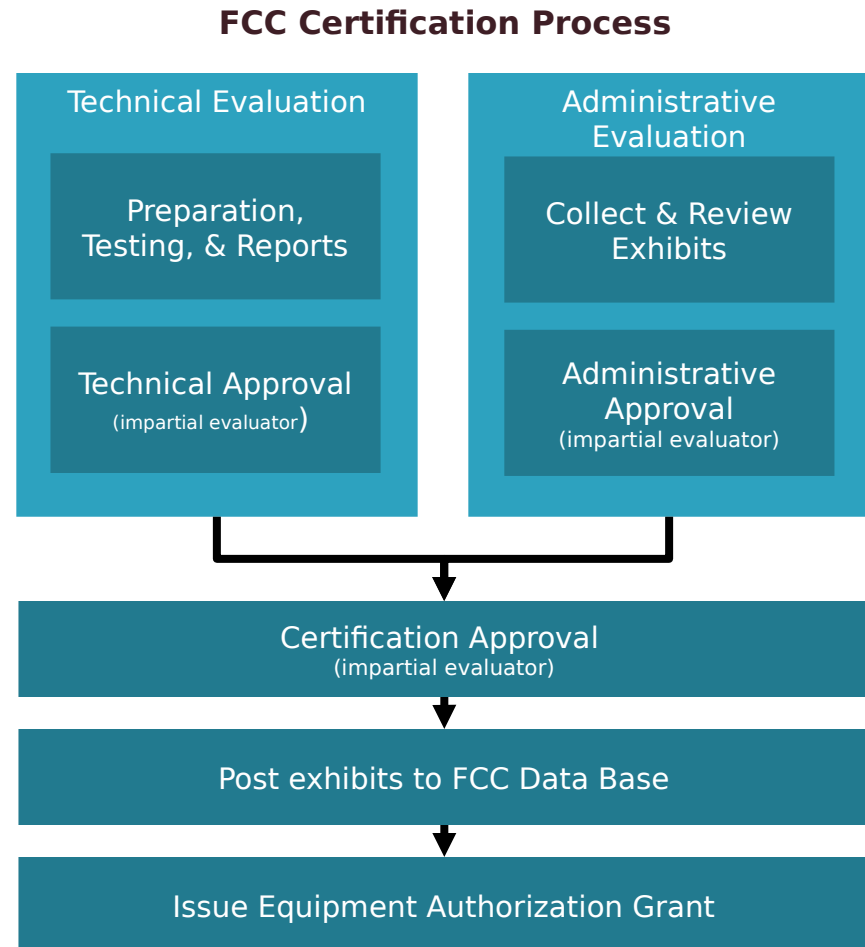 FCC Certification Process
Technical Evaluation
Preparation,
Testing, & Reports
Technical Approval
(impartial evaluator)
Administrative
Evaluation
Collect & Review
Exhibits
Administrative
Approval
(impartial evaluator)
Certification Approval
(impartial evaluator)
Post exhibits to FCC Data Base
Issue Equipment Authorization Grant